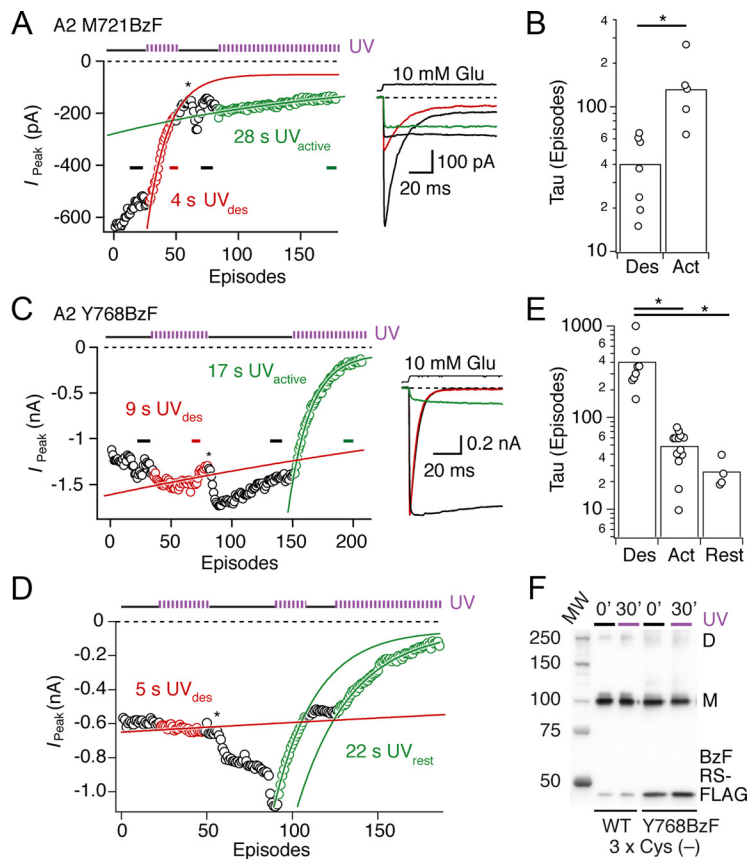 A
A2 M721BzF
UV
0
-200
-400
-600
I Peak (pA)
*
28 s UVactive
4 s UVdes
0
50
100
150
Episodes
10 mM Glu
100 pA
20 ms
B
*
4
2
100
4
2
10
Tau (Episodes)
Des Act
C
A2 Y768BzF
UV
0
-0.5
-1
-1.5
I Peak (nA)
17 s UVactive
9 s UVdes
*
0
50
100
150
200
Episodes
10 mM Glu
0.2 nA
20 ms
E
* *
1000
4
2
100
6
4
2
10
6
Tau (Episodes)
Des Act Rest
D
UV
0
-0.2
-0.4
-0.6
-0.8
-1.0
IPeak (nA)
5 s UVdes
*
22 s UVrest
0
50
100
150
Episodes
F
MW
0' 30' 0' 30' UV
250
150
100
75
50
D
M
BzF
RS-
FLAG
WT Y768BzF
3 x Cys (–)